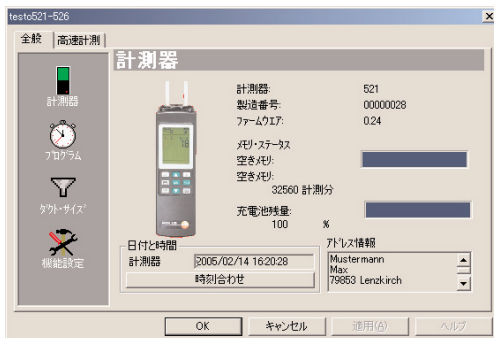 testo521-526
全般 高速計測
計測器
計測器
プログラム
ダクト・サイズ
機能設定
計測器: 521
製造番号: 00000028
ファームウエア: 0.24
メモリ・ステータス
空きメモリ:
空きメモリ:
32560 計測分
充電池残量:
100 %
日付と時間
計測器 2005/02/14 16:20:28
時刻合わせ
アドレス情報
Mustermann
Max
79853 Lenzkirch
OK キャンセル 適用(A) ヘルプ